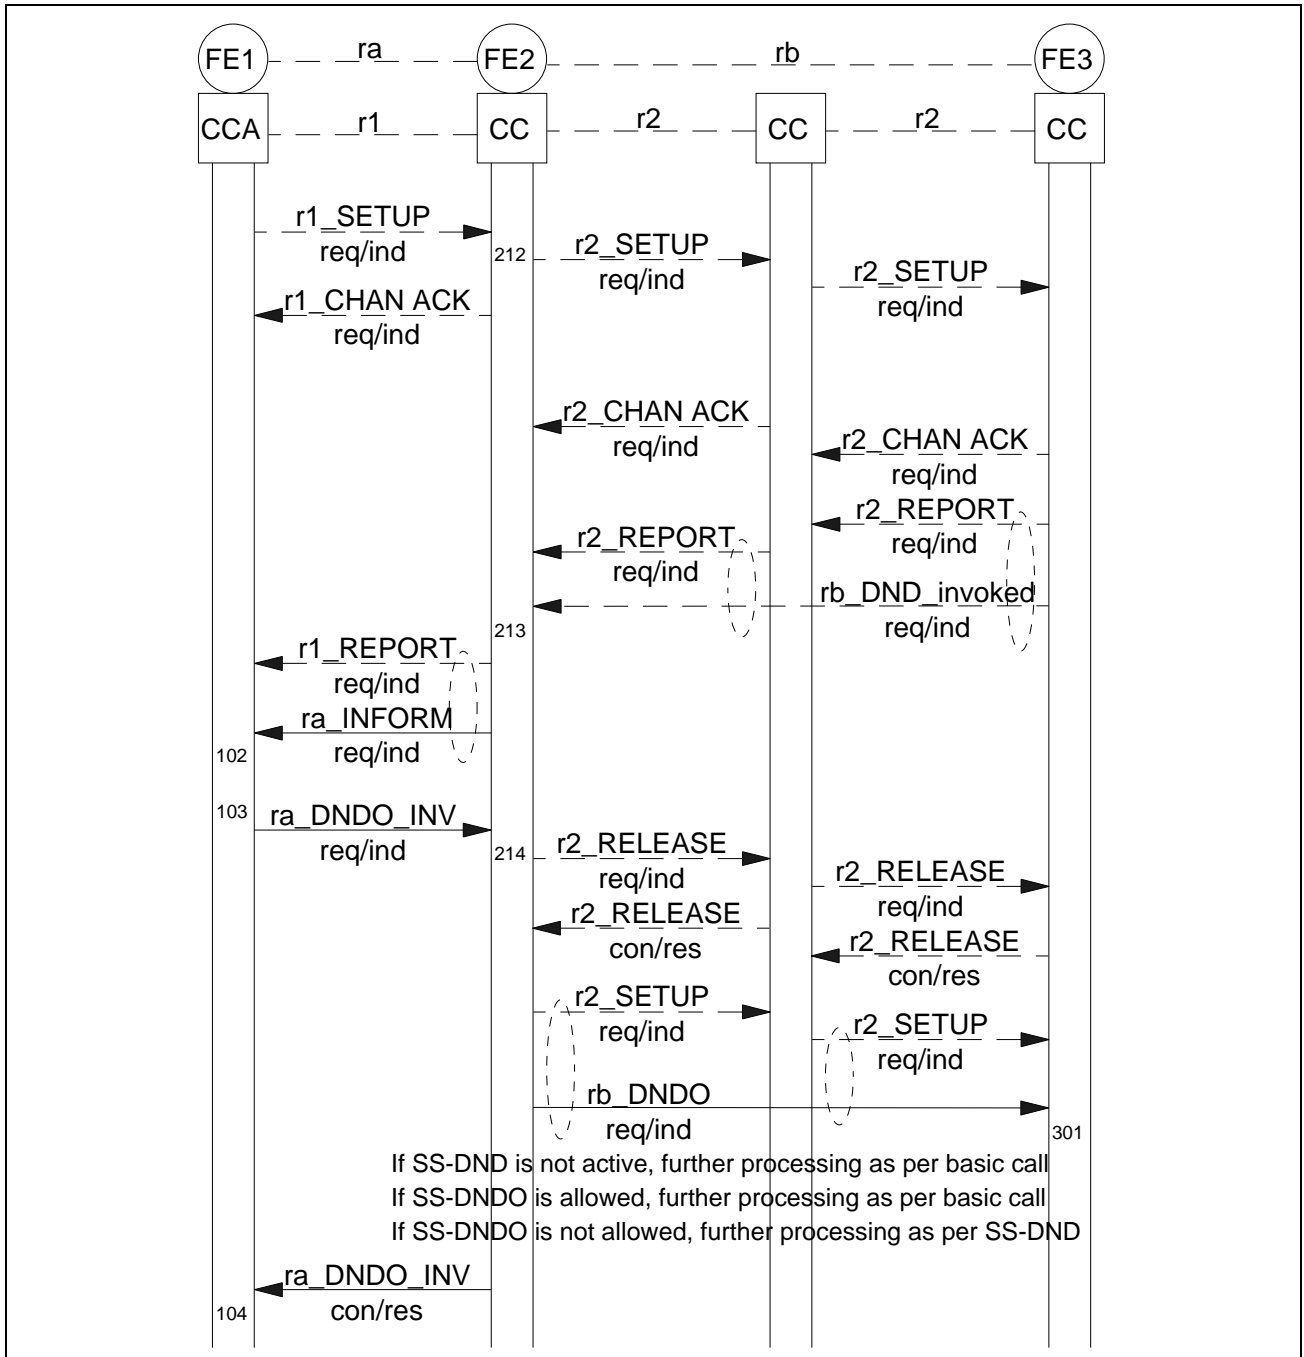 FE1 ra FE2 rb FE3
CCA r1 CC r2 CC r2 CC
r1_SETUP
req/ind
212
r2_SETUP
req/ind
r2_SETUP
req/ind
r1_CHAN ACK
req/ind
r2_CHAN ACK
req/ind
r2_CHAN ACK
req/ind
r2_REPORT
req/ind
r2_REPORT
req/ind
rb_DND_invoked
req/ind
213
r1_REPORT
req/ind
ra_INFORM
req/ind
102
103
ra_DNDO_INV
req/ind
214
r2_RELEASE
req/ind
r2_RELEASE
req/ind
r2_RELEASE
con/res
r2_RELEASE
con/res
r2_SETUP
req/ind
r2_SETUP
req/ind
rb_DNDO
req/ind
301
If SS-DND is not active, further processing as per basic call
If SS-DNDO is allowed, further processing as per basic call
If SS-DNDO is not allowed, further processing as per SS-DND
ra_DNDO_INV
con/res
104